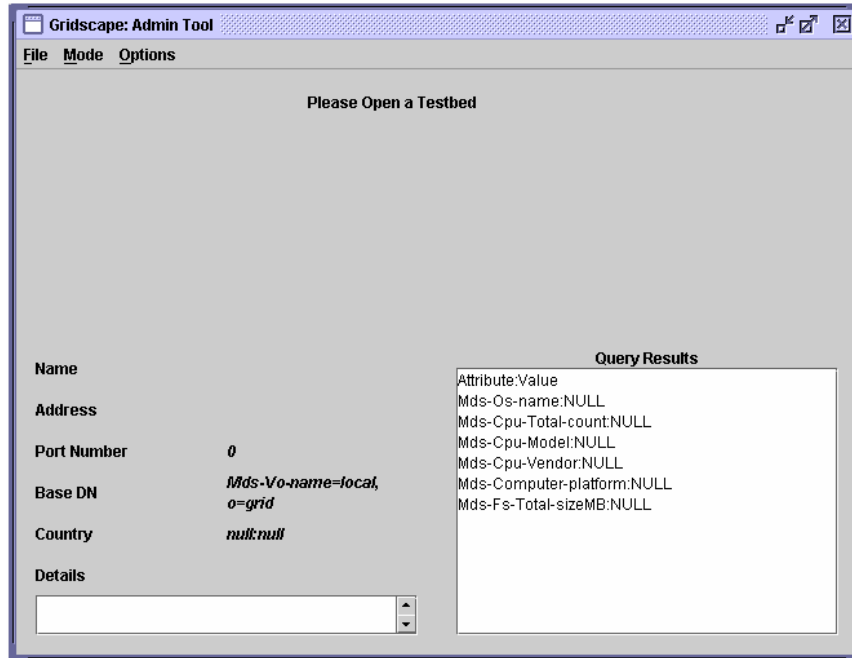 Gridscape: Admin Tool
File Mode Options
Please Open a Testbed
Name
Address
Port Number 0
Base DN Mds-Vo-name=local,
o=grid
Country null:null
Details
Query Results
Attribute:Value
Mds-Os-name:NULL
Mds-Cpu-Total-count:NULL
Mds-Cpu-Model:NULL
Mds-Cpu-Vendor:NULL
Mds-Computer-platform:NULL
Mds-Fs-Total-sizeMB:NULL